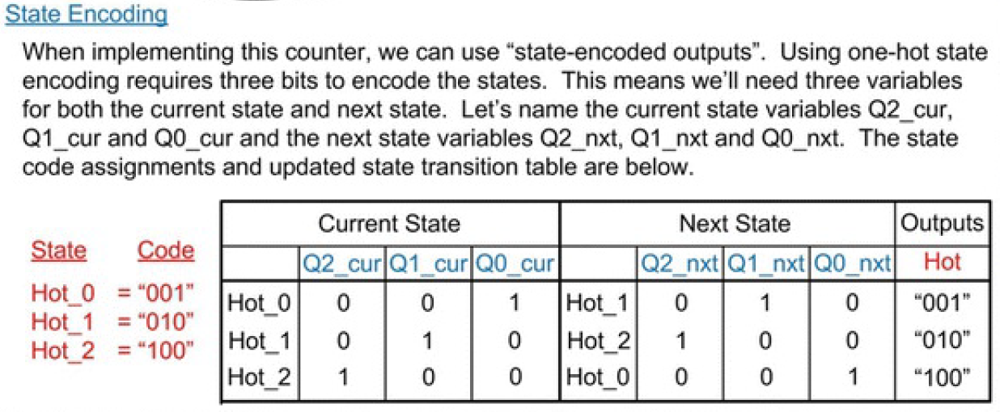 State Encoding
When implementing this counter, we can use “state-encoded outputs”. Using one-hot state
encoding requires three bits to encode the states. This means we’ll need three variables
for both the current state and next state. Let’s name the current state variables Q2_cur,
Q1_cur and Q0_cur and the next state variables Q2_nxt, Q1_nxt and Q0_nxt. The state
code assignments and updated state transition table are below.
State Code
Hot_0 = “001”
Hot_1 = “010”
Hot_2 = “100”
Current State Next State Outputs
Q2_cur Q1_cur Q0_cur Q2_nxt Q1_nxt Q0_nxt Hot
Hot_0 0 0 1 Hot_1 0 1 0 “001”
Hot_1 0 1 0 Hot_2 1 0 0 “010”
Hot_2 1 0 0 Hot_0 0 0 1 “100”